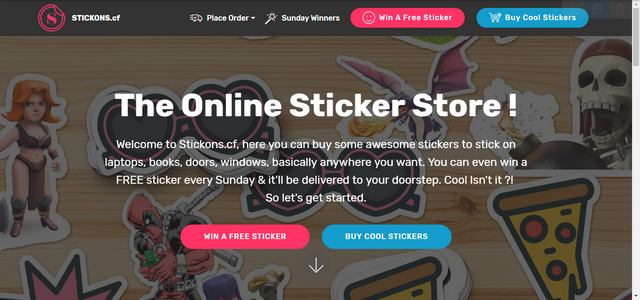 STICKONS.cf
Place Order
Sunday Winners
Win A Free Sticker
Buy Cool Stickers
The Online Sticker Store !
Welcome to Stickons.cf, here you can buy some awesome stickers to stick on
laptops, books, doors, windows, basically anywhere you want. You can even win a
FREE sticker every Sunday & it'll be delivered to your doorstep. Cool Isn't it ?!
So let's get started.
WIN A FREE STICKER
BUY COOL STICKERS